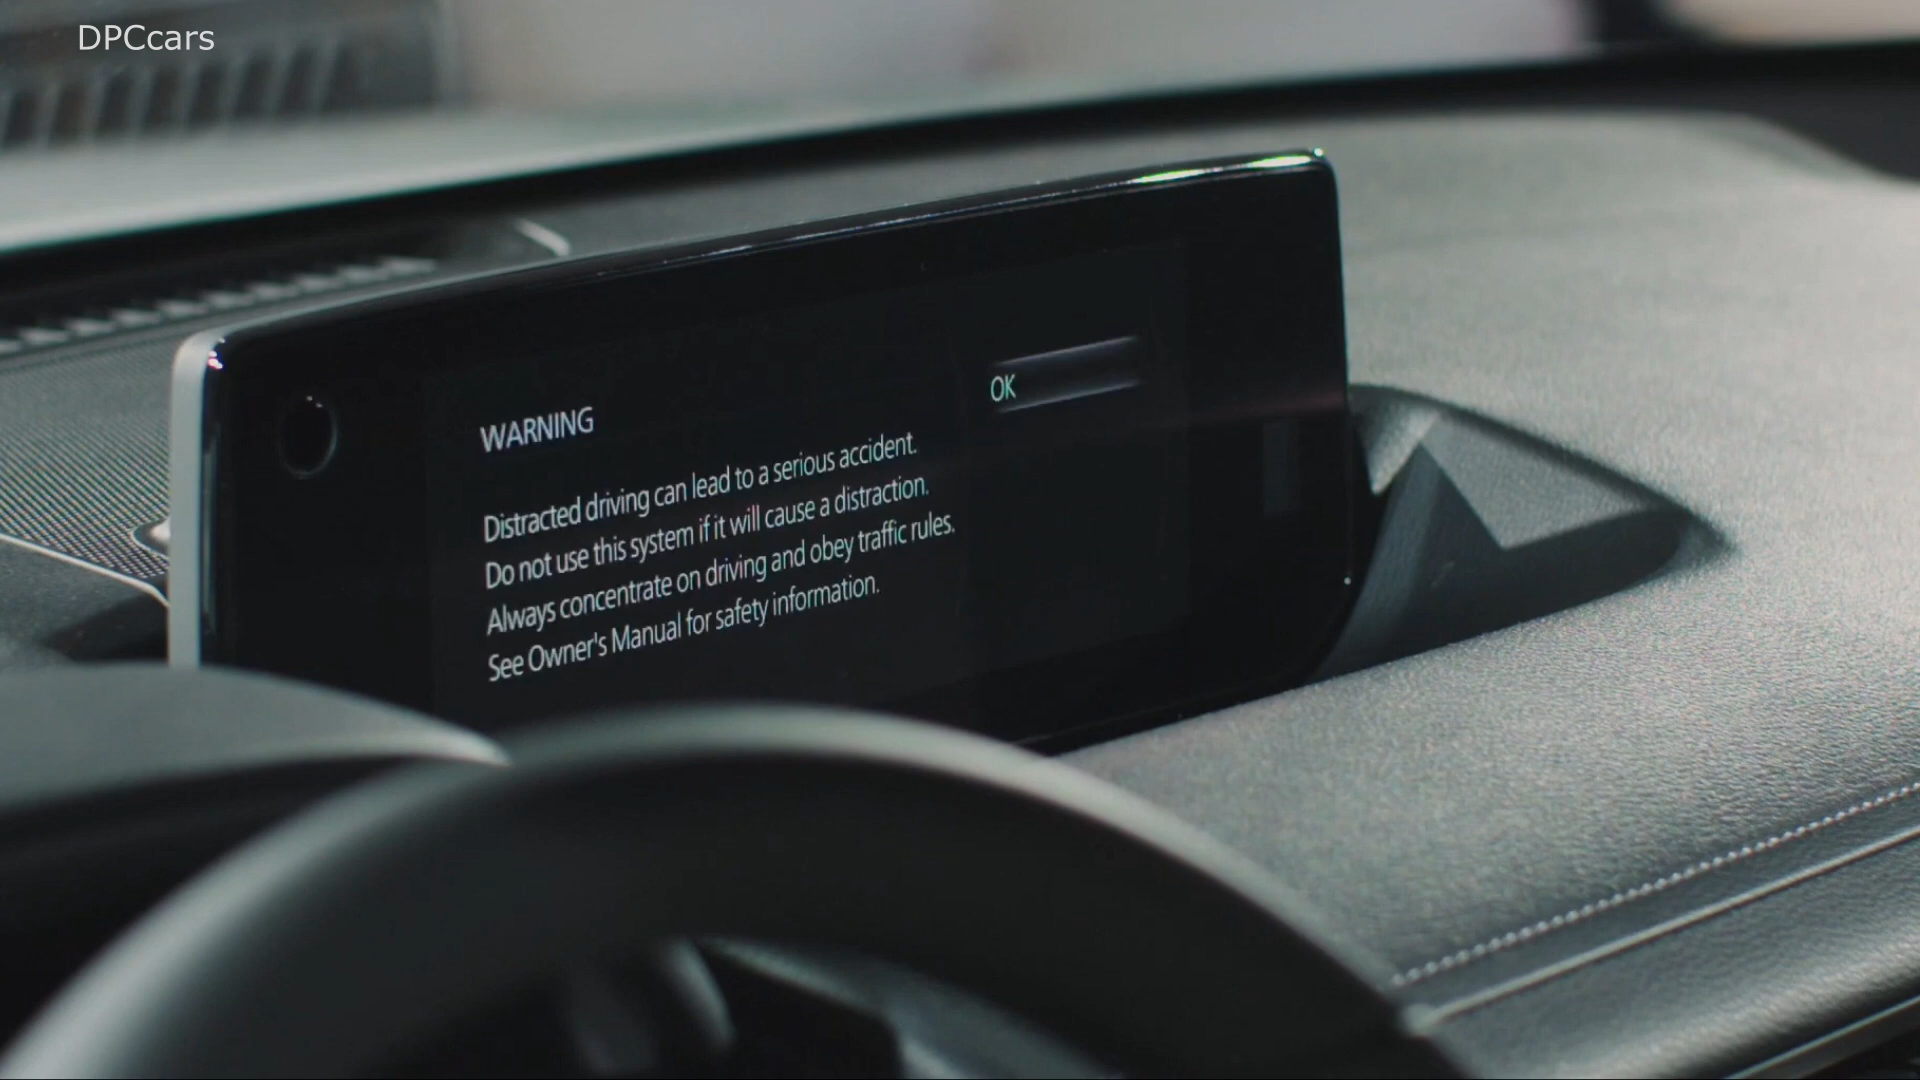 DPCcars
WARNING
OK
Distracted driving can lead to a serious accident.
Do not use this system if it will cause a distraction.
Always concentrate on driving and obey traffic rules.
See Owner's Manual for safety information.